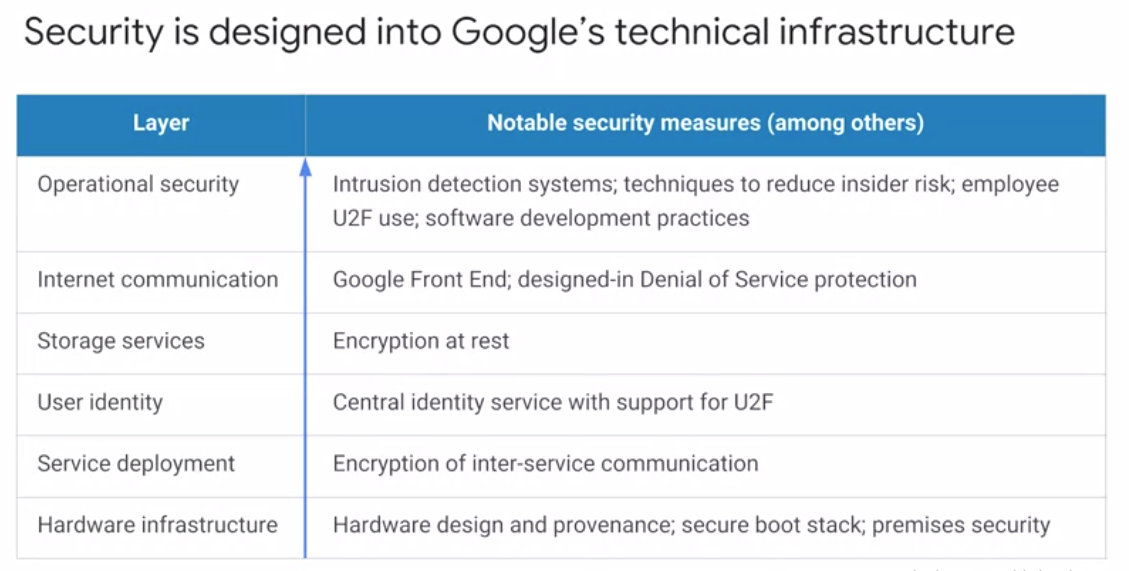 Security is designed into Google's technical infrastructure
Layer
Notable security measures (among others)
Operational security
Intrusion detection systems; techniques to reduce insider risk; employee
U2F use; software development practices
Internet communication
Google Front End; designed-in Denial of Service protection
Storage services
Encryption at rest
User identity
Central identity service with support for U2F
Service deployment
Encryption of inter-service communication
Hardware infrastructure
Hardware design and provenance; secure boot stack; premises security